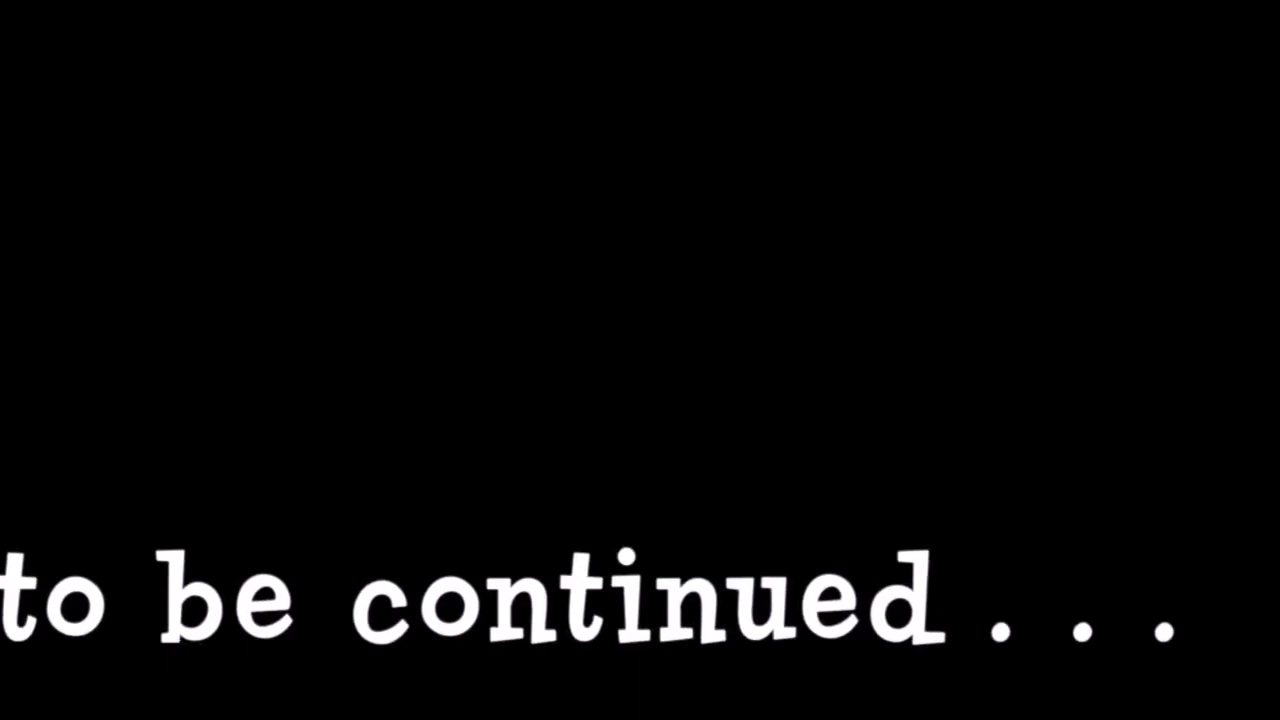 to be continued . . .